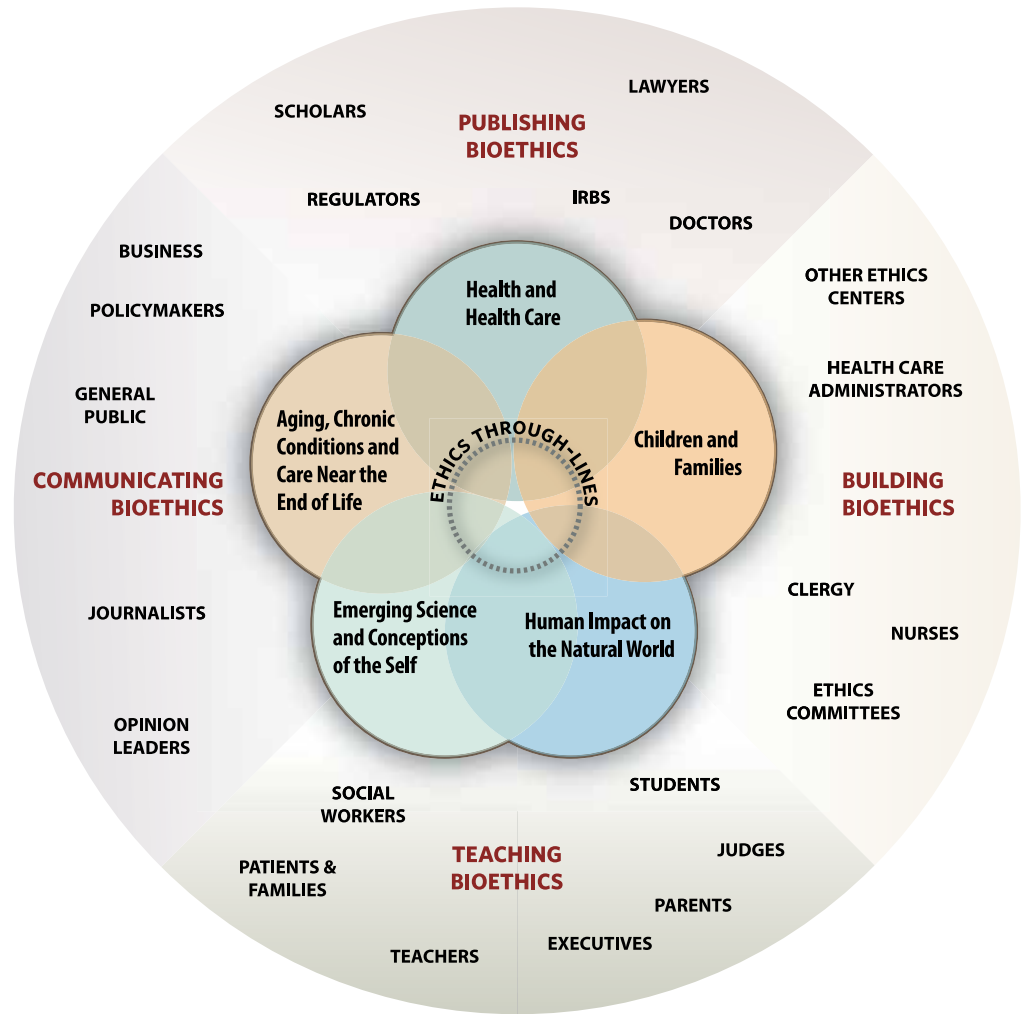 LAWYERS
SCHOLARS
PUBLISHING
BIOETHICS
REGULATORS
IRBS
DOCTORS
BUSINESS
POLICYMAKERS
GENERAL
PUBLIC
COMMUNICATING
BIOETHICS
JOURNALISTS
OPINION
LEADERS
Health and
Health Care
Aging, Chronic
Conditions and
Care Near the
End of Life
ETHICS THROUGH-LINES
Children and
Families
Emerging Science
and Conceptions
of the Self
Human Impact on
the Natural World
OTHER ETHICS
CENTERS
HEALTH CARE
ADMINISTRATORS
BUILDING
BIOETHICS
CLERGY
NURSES
ETHICS
COMMITTEES
SOCIAL
WORKERS
STUDENTS
PATIENTS &
FAMILIES
TEACHING
BIOETHICS
JUDGES
PARENTS
TEACHERS
EXECUTIVES